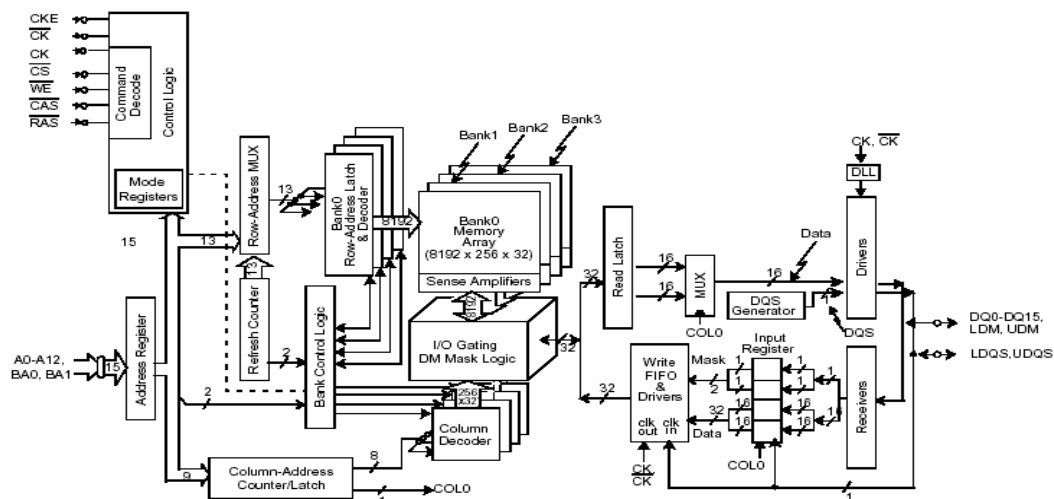 CKE
CK
CK
CS
WE
CAS
RAS
Command
Decode
Control Logic
Mode
Registers
15
13
Row-Address MUX
13
13
Refresh Counter
Bank0
Row-Address Latch
& Decoder
8192
Bank1
Bank2
Bank3
Bank0
Memory
Array
(8192 x 256 x 32)
Sense Amplifiers
8192
I/O Gating
DM Mask Logic
2
Bank Control Logic
2
256
x32
Column
Decoder
A0-A12,
BA0, BA1
15
Address Register
9
Column-Address
Counter/Latch
8
1
COL0
32
32
32
Read Latch
16
16
MUX
COL0
16
Data
DQS
Generator
1
DQS
CK, CK
DLL
Drivers
DQ0-DQ15,
LDM, UDM
LDQS,UDQS
Input
Register
Write
FIFO
&
Drivers
clk
out
clk
in
Mask
2
32
Data
1
1
16
16
1
1
16
16
1
16
Receivers
COL0
CK
CK
1